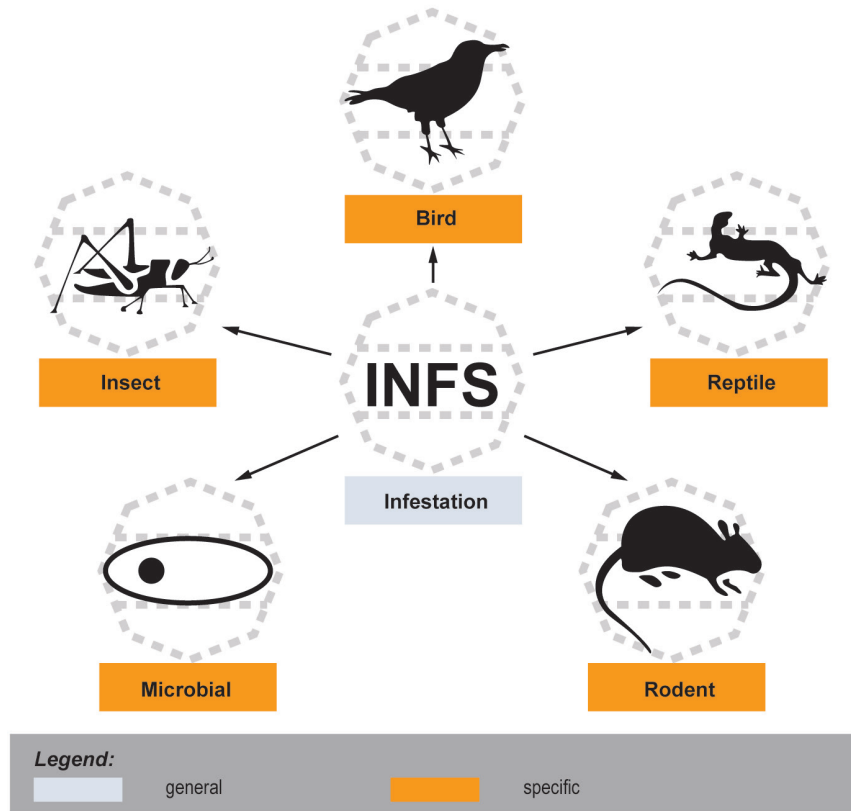 Bird
Insect
INFS
Reptile
Infestation
Microbial
Rodent
Legend:
general
specific